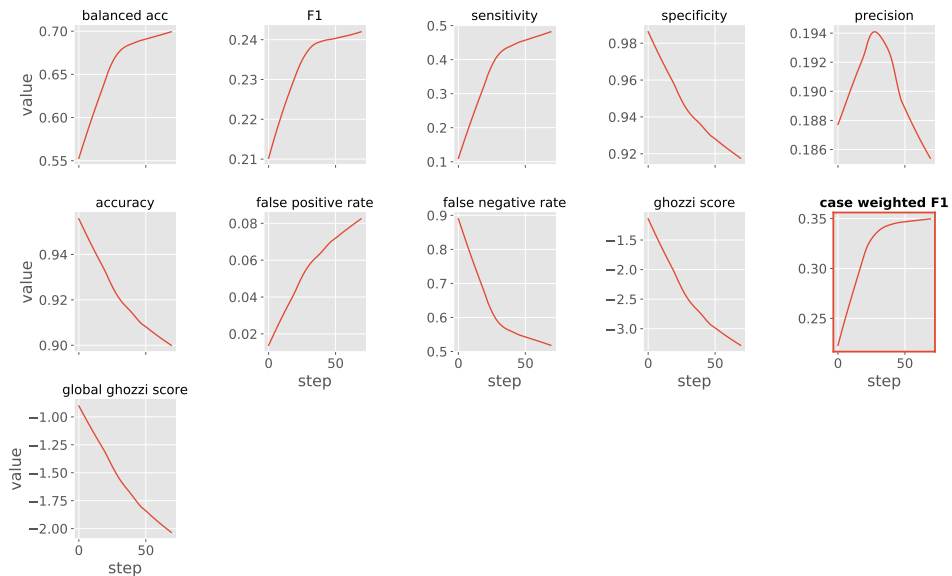 balanced acc
F1
sensitivity
specificity
precision
value
0.70
0.65
0.60
0.55
0.24
0.23
0.22
0.21
0.5
0.4
0.3
0.2
0.1
0.98
0.96
0.94
0.92
0.194
0.192
0.190
0.188
0.186
accuracy
false positive rate
false negative rate
ghozzi score
case weighted F1
value
0.94
0.92
0.90
0.08
0.06
0.04
0.02
0 50
step
0.9
0.8
0.7
0.6
0.5
0 50
step
−1.5
−2.0
−2.5
−3.0
0 50
step
0.35
0.30
0.25
0 50
step
global ghozzi score
value
−1.00
−1.25
−1.50
−1.75
−2.00
0 50
step